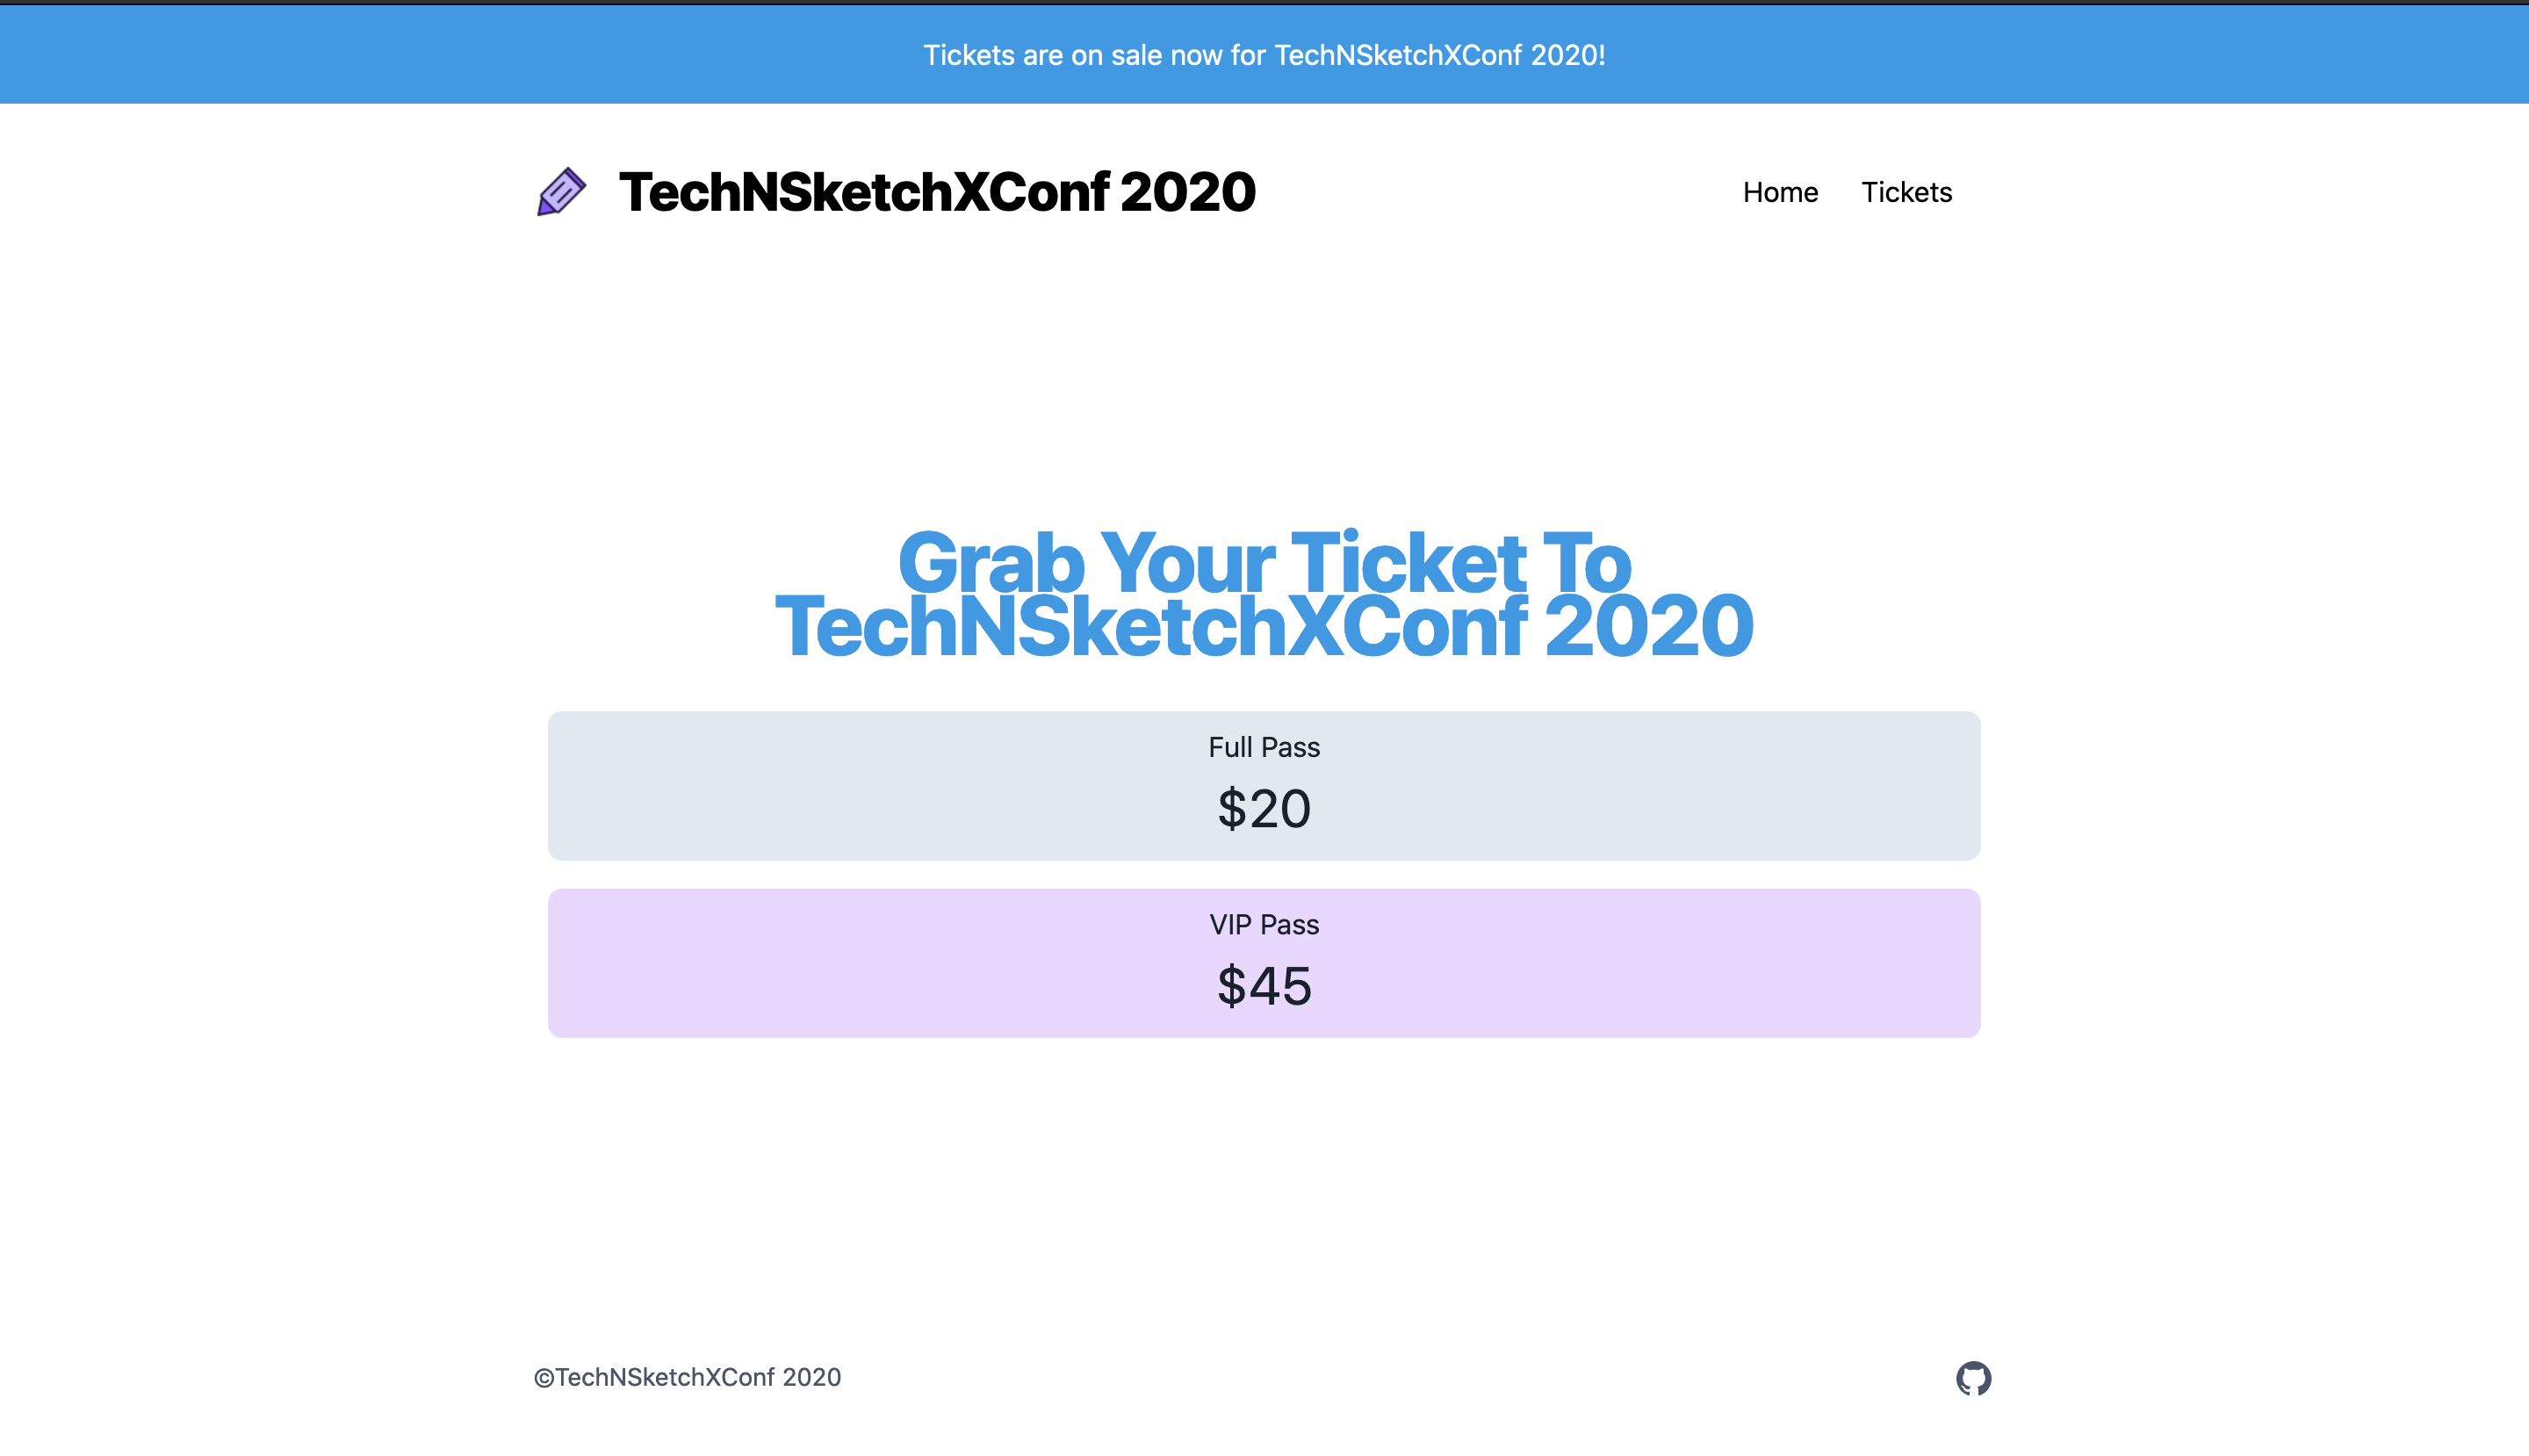 Tickets are on sale now for TechNSketchXConf 2020!
TechNSketchXConf 2020
Home
Tickets
Grab Your Ticket To
TechNSketchXConf 2020
Full Pass
$20
VIP Pass
$45
©TechNSketchXConf 2020